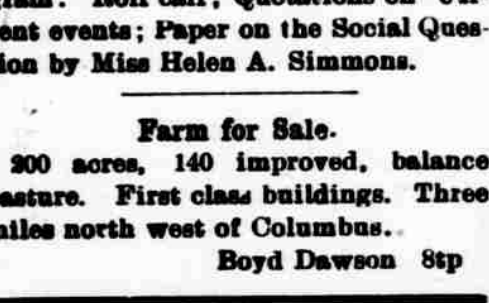 ent events; Paper on the Social Ques-
ion by Miss Helen A. Simmons.
Farm for Sale.
200 acres, 140 improved, balance
asture. First class buildings. Three
niles north west of Columbus.
Boyd Dawson 8tp